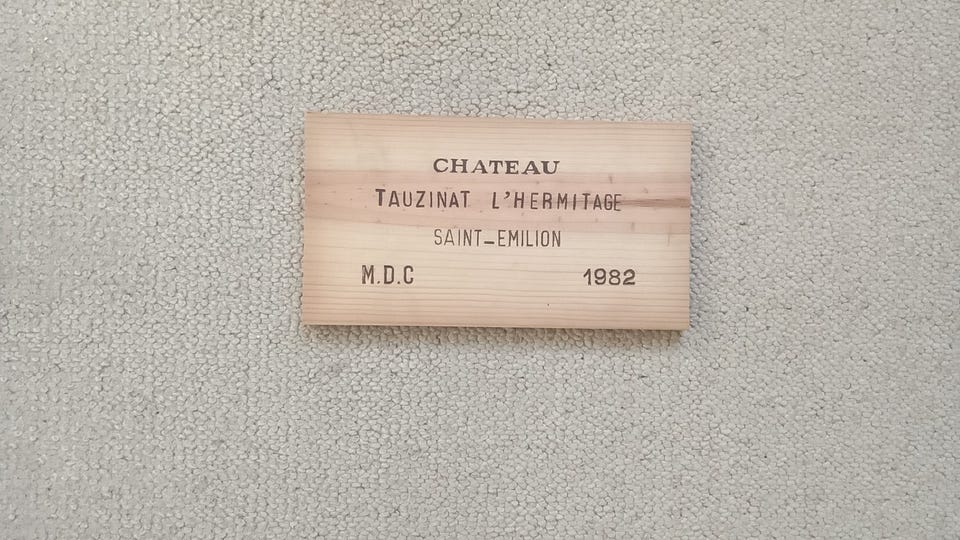 CHATEAU
TAUZINAT L'HERMITAGE
SAINT-EMILION
M.D.C 1982